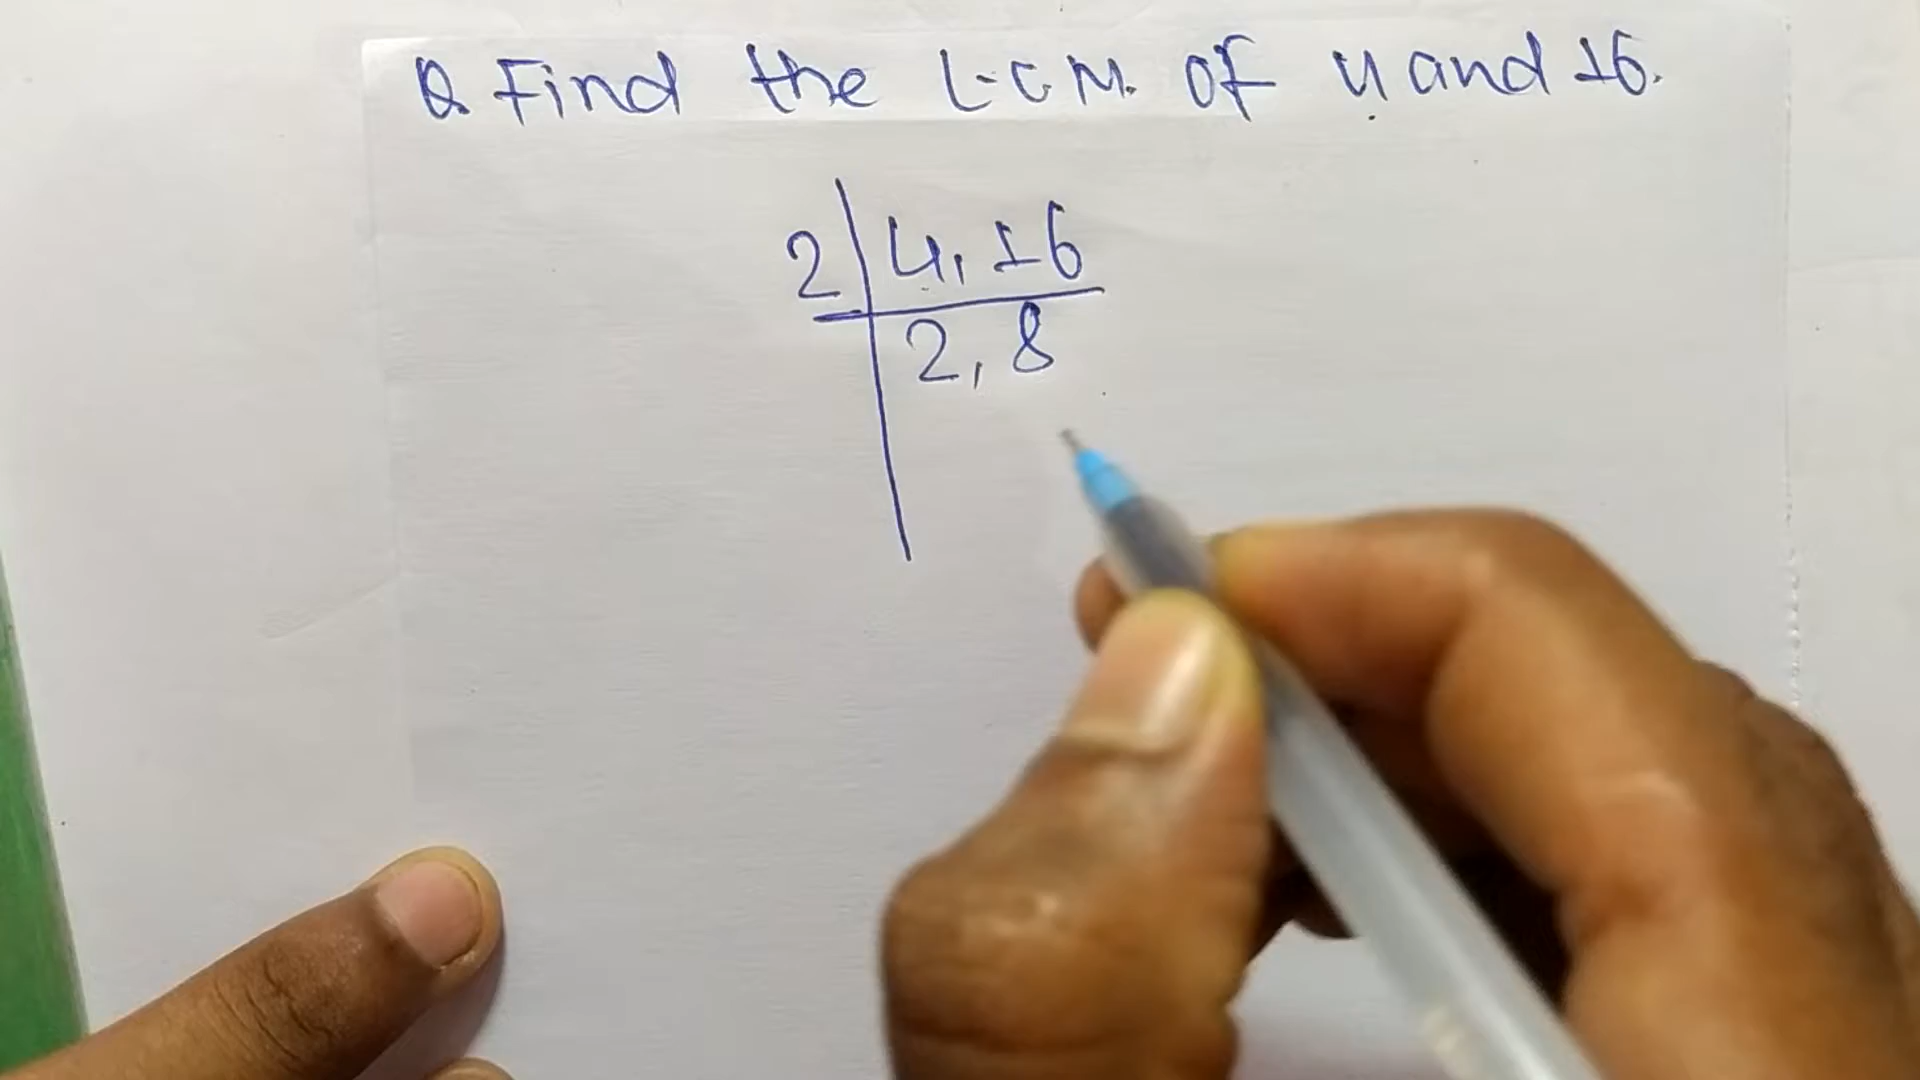 Q. Find the L.C.M. of 4 and 16.
2 | 4, 16
2, 8